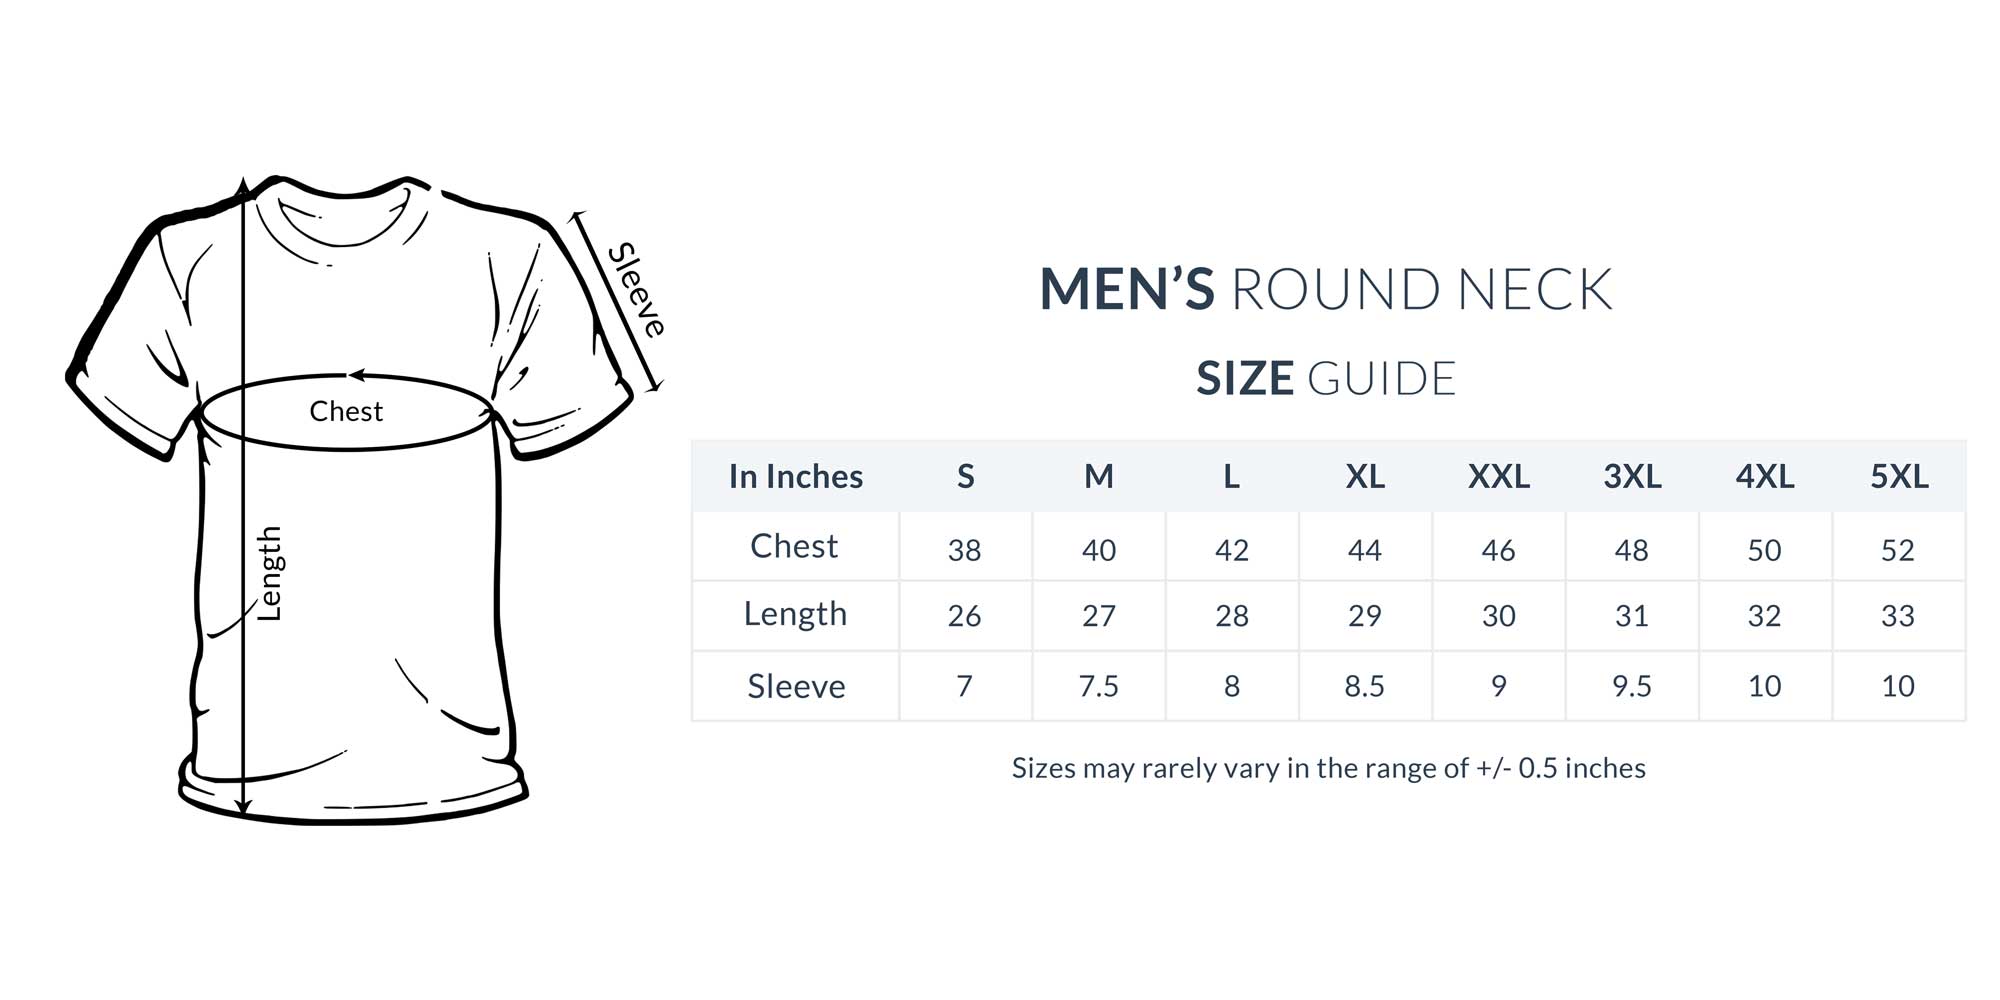 Sleeve
Chest
Length
MEN’S ROUND NECK
SIZE GUIDE
In Inches S M L XL XXL 3XL 4XL 5XL
Chest 38 40 42 44 46 48 50 52
Length 26 27 28 29 30 31 32 33
Sleeve 7 7.5 8 8.5 9 9.5 10 10
Sizes may rarely vary in the range of +/- 0.5 inches